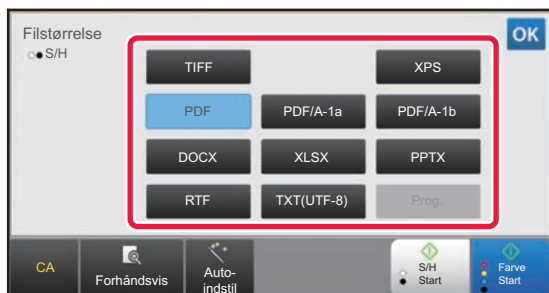 Filstørrelse
OK
S/H
TIFF
XPS
PDF
PDF/A-1a
PDF/A-1b
DOCX
XLSX
PPTX
RTF
TXT(UTF-8)
Prog.
CA
Forhåndsvis
Auto-
indstil
S/H
Start
Farve
Start